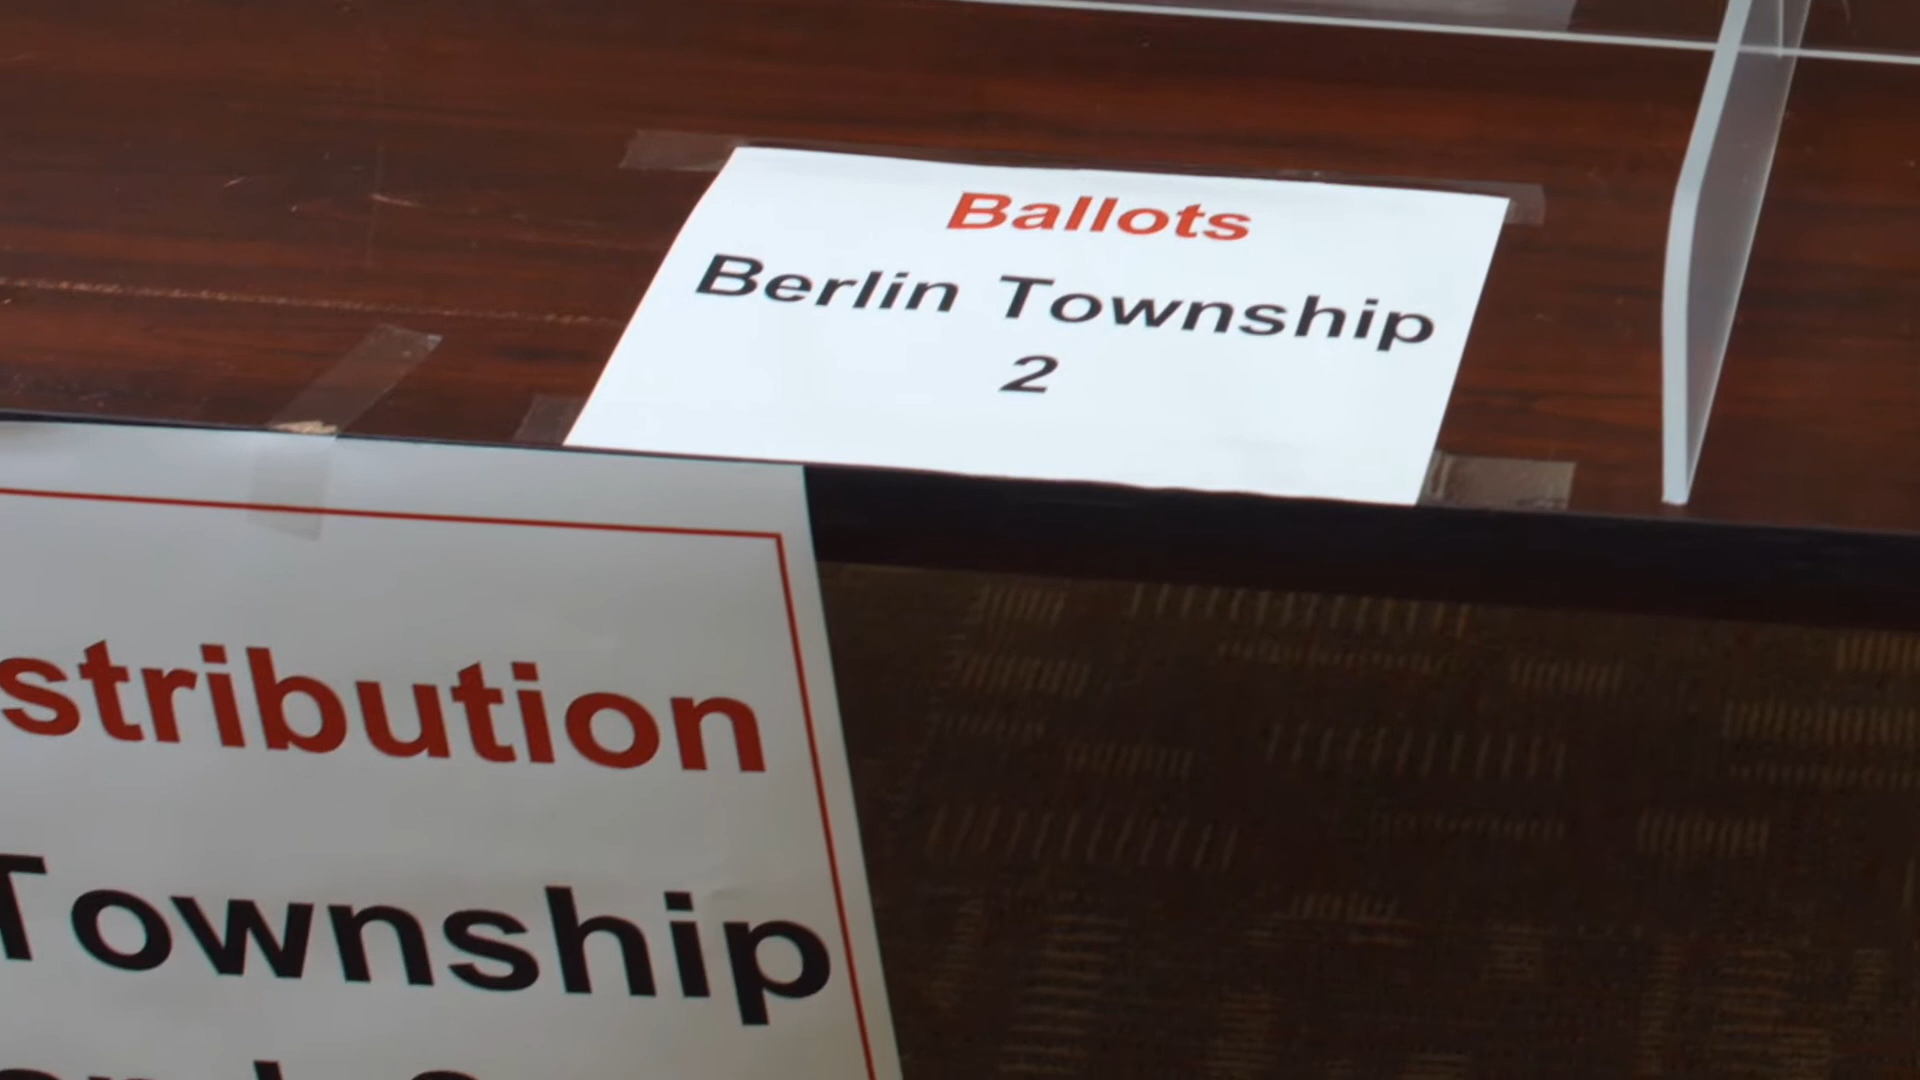 Ballots
Berlin Township
2
stribution
Township